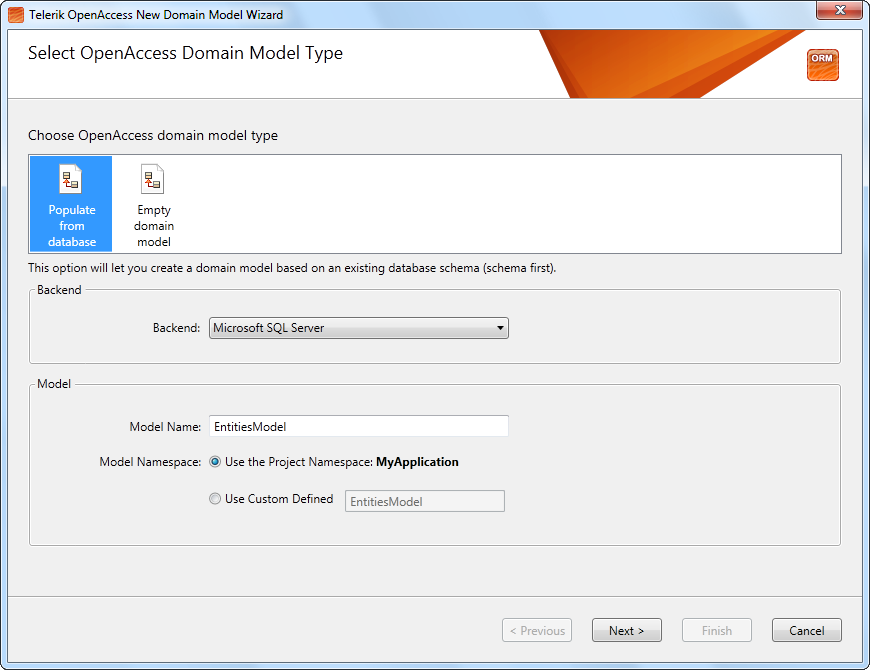 Telerik OpenAccess New Domain Model Wizard
Select OpenAccess Domain Model Type
ORM
Choose OpenAccess domain model type
Populate
from
database
Empty
domain
model
This option will let you create a domain model based on an existing database schema (schema first).
Backend
Backend: Microsoft SQL Server
Model
Model Name: EntitiesModel
Model Namespace: Use the Project Namespace: MyApplication
Use Custom Defined EntitiesModel
< Previous Next > Finish Cancel